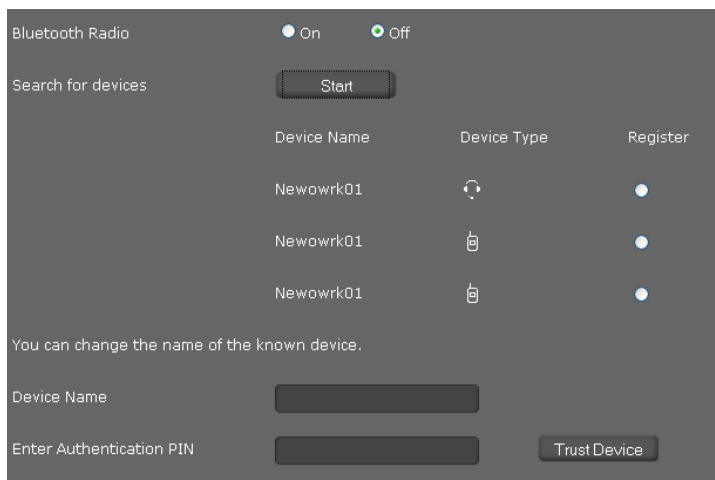 Bluetooth Radio On Off
Search for devices Start
Device Name Device Type Register
Newowrk01
Newowrk01
Newowrk01
You can change the name of the known device.
Device Name
Enter Authentication PIN Trust Device